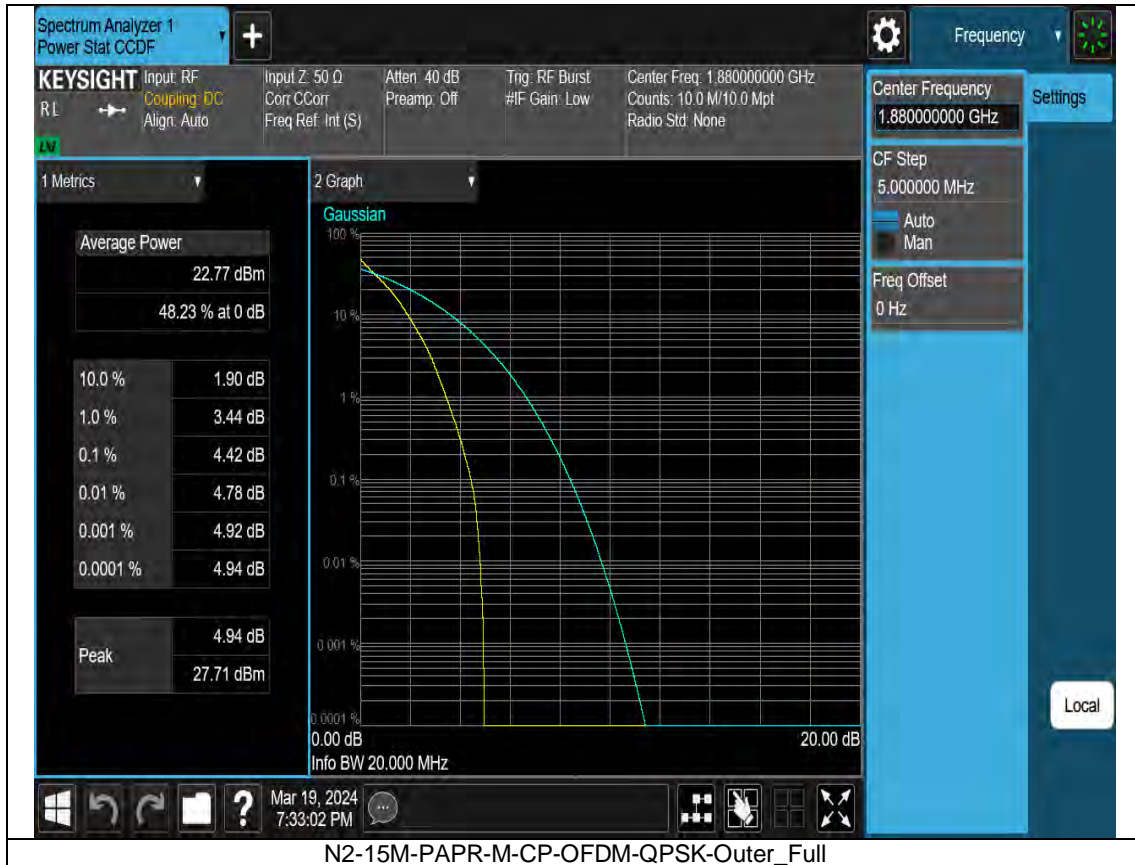 Spectrum Analyzer 1
Power Stat CCDF
Frequency
KEYSIGHT
RL
Input: RF
Coupling: DC
Align: Auto
Input Z: 50 Ω
Corr CCorr
Freq Ref: Int (S)
Atten: 40 dB
Preamp: Off
Trig: RF Burst
#IF Gain: Low
Center Freq: 1.880000000 GHz
Counts: 10.0 M/10.0 Mpt
Radio Std: None
Center Frequency
1.880000000 GHz
Settings
CF Step
5.000000 MHz
Auto
Man
Freq Offset
0 Hz
1 Metrics
Average Power
22.77 dBm
48.23 % at 0 dB
10.0 % 1.90 dB
1.0 % 3.44 dB
0.1 % 4.42 dB
0.01 % 4.78 dB
0.001 % 4.92 dB
0.0001 % 4.94 dB
Peak
4.94 dB
27.71 dBm
2 Graph
Gaussian
100 %
10 %
1 %
0.1 %
0.01 %
0.001 %
0.0001 %
0.00 dB
20.00 dB
Info BW 20.000 MHz
Local
?
Mar 19, 2024
7:33:02 PM
N2-15M-PAPR-M-CP-OFDM-QPSK-Outer_Full